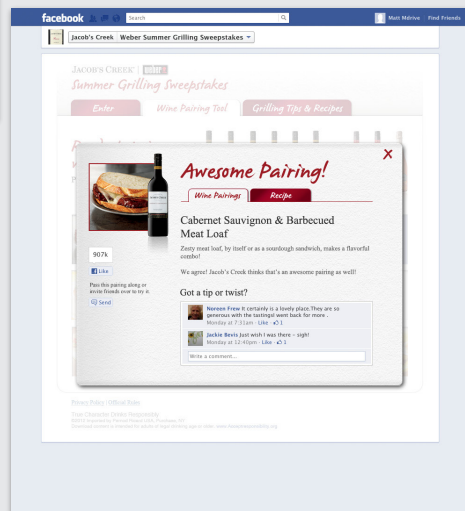 facebook
Search
Matt Mdrive Find Friends
Jacob's Creek Weber Summer Grilling Sweepstakes
JACOB'S CREEK weber
Summer Grilling Sweepstakes
Enter
Wine Pairing Tool
Grilling Tips & Recipes
X
Awesome Pairing!
Wine Pairings
Recipe
Cabernet Sauvignon & Barbecued
Meat Loaf
Zesty meat loaf, by itself or as a sourdough sandwich, makes a flavorful
combo!
We agree! Jacob's Creek thinks that's an awesome pairing as well!
907k
Like
Pass this pairing along or
invite friends over to try it.
Send
Got a tip or twist?
Noreen Frew It certainly is a lovely place,They are so
generous with the tastings! went back for more .
Monday at 7:31am · Like · 1
Jackie Bevis Just wish I was there - sigh!
Monday at 12:40pm · Like · 1
Write a comment...
Privacy Policy | Official Rules